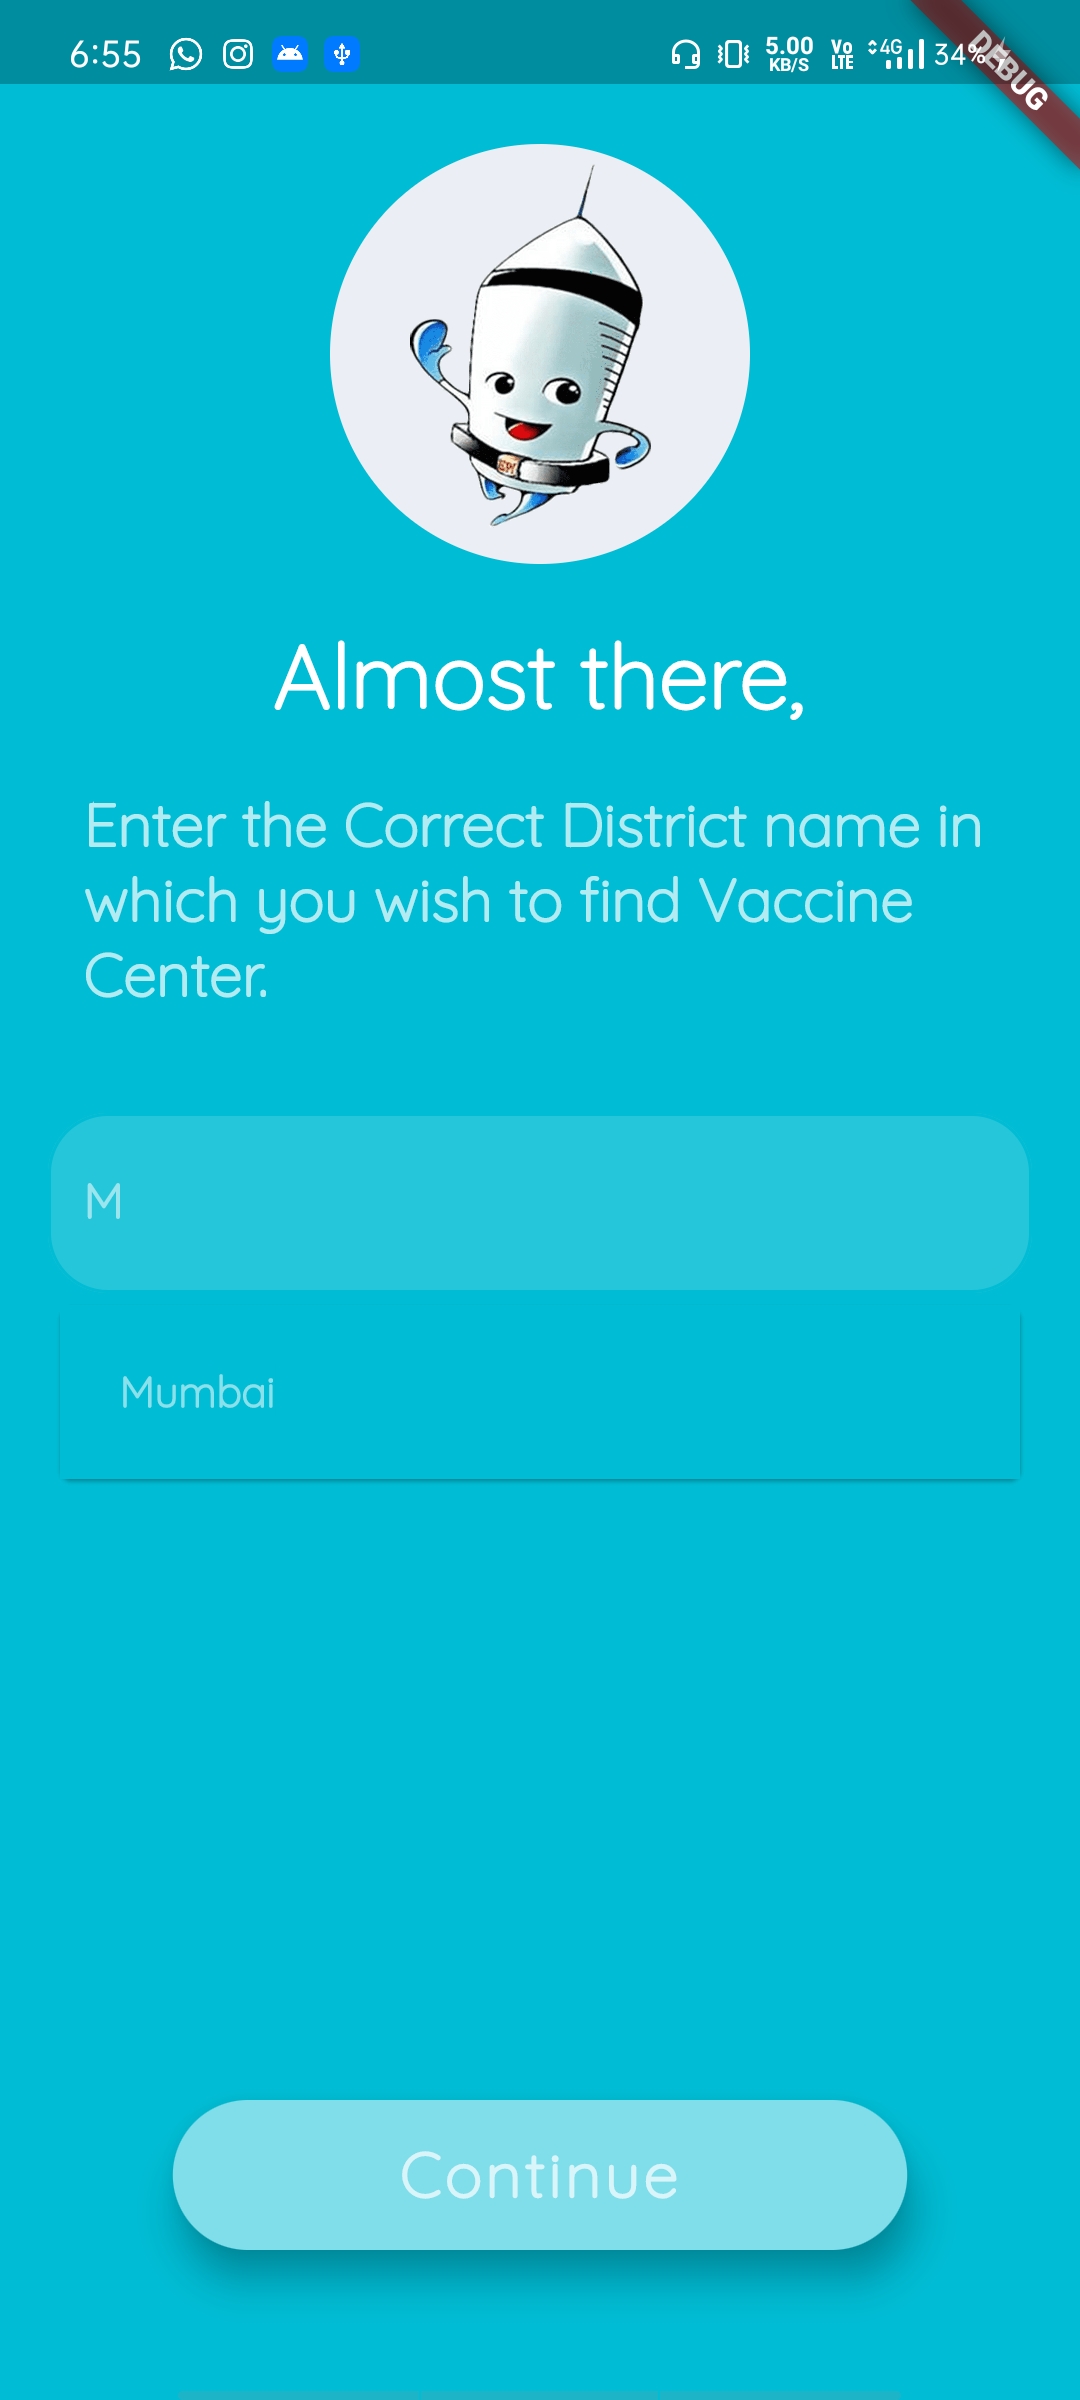 6:55
5.00
KB/S
Vo
LTE
4G
34%
DEBUG
EPI
Almost there,
Enter the Correct District name in
which you wish to find Vaccine
Center.
M
Mumbai
Continue